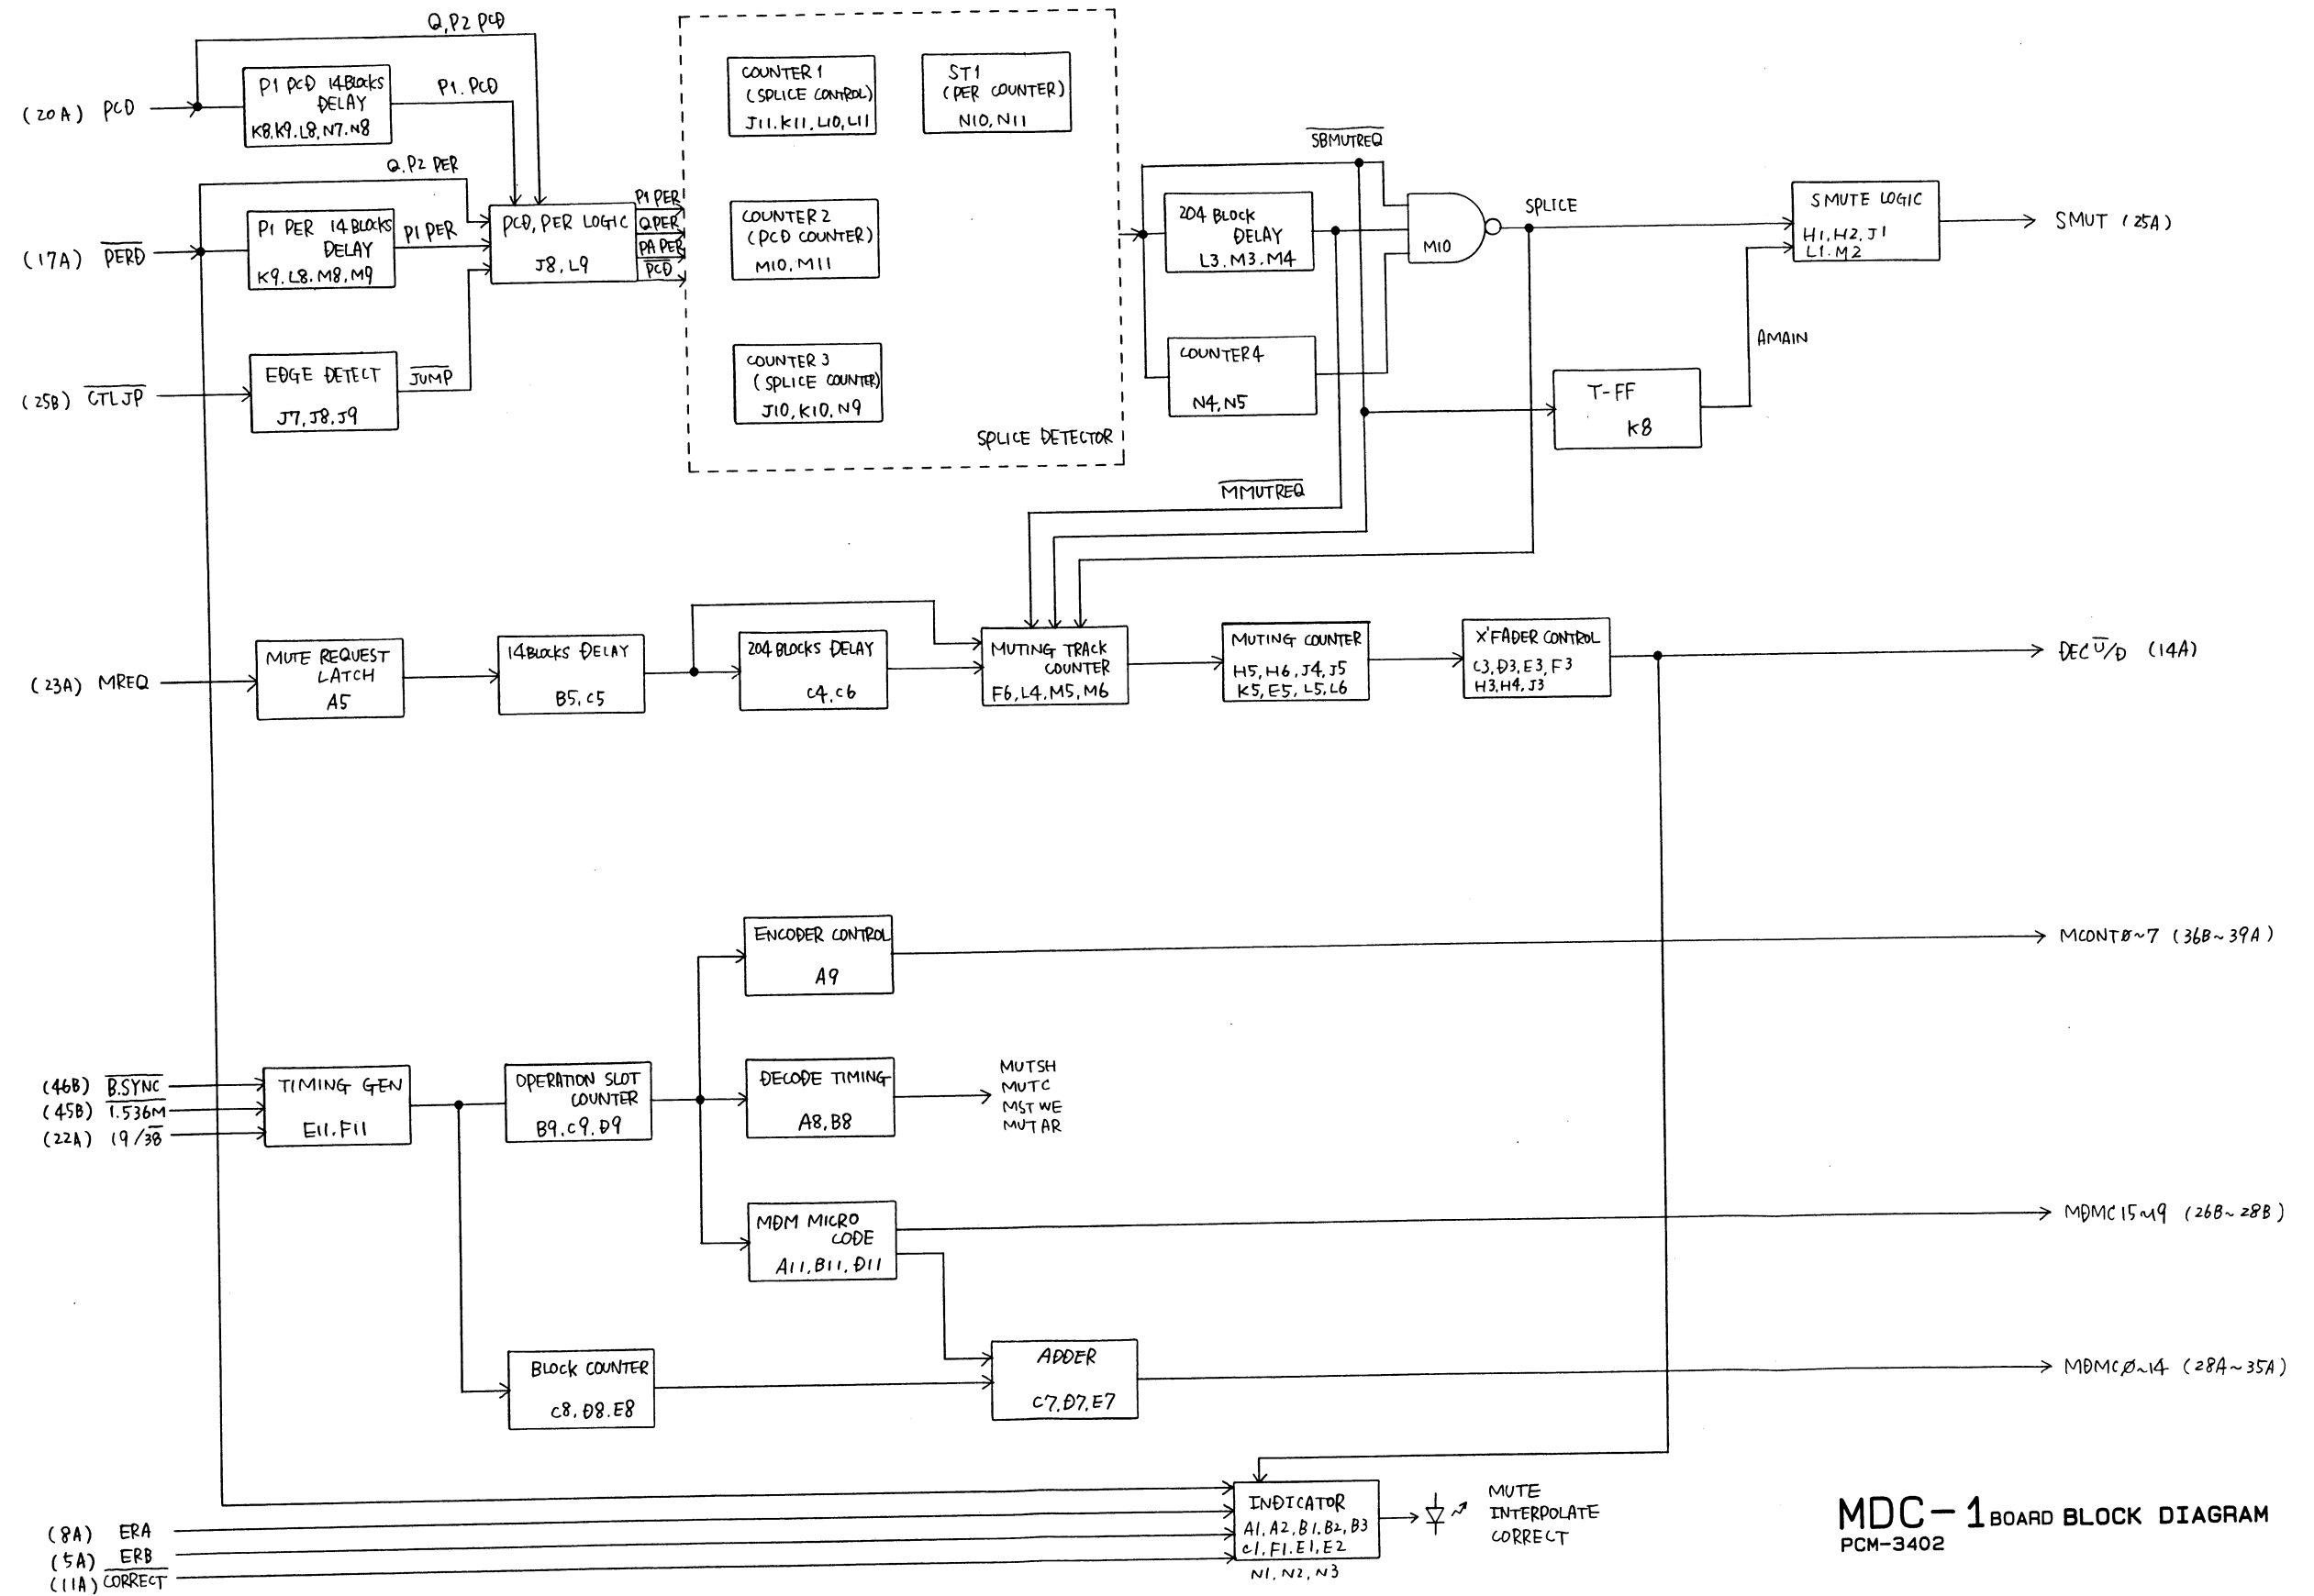 Q, P2 PCD
(20A) PCD
P1 PCD 14Blocks
DELAY
K8.K9.L8,N7.N8
P1. PCD
Q. P2 PER
(17A) PERD
P1 PER 14BLOCKS
DELAY
K9.L8.M8,M9
P1 PER
(25B) CTLJP
EDGE DETECT
J7,J8,J9
JUMP
PCD, PER LOGIC
J8,L9
P1 PER
Q PER
PA PER
PCD
COUNTER 1
(SPLICE CONTROL)
J11.K11,L10,L11
ST1
(PER COUNTER)
N10,N11
COUNTER 2
(PCD COUNTER)
M10,M11
COUNTER 3
(SPLICE COUNTER)
J10,K10,N9
SPLICE DETECTOR
SBMUTREQ
204 Block
DELAY
L3.M3.M4
M10
SPLICE
SMUTE LOGIC
H1,H2,J1
L1.M2
SMUT (25A)
COUNTER4
N4,N5
AMAIN
T-FF
K8
MMUTREQ
(23A) MREQ
MUTE REQUEST
LATCH
A5
14BLOCKS DELAY
B5,C5
204 BLOCKS DELAY
C4,C6
MUTING TRACK
COUNTER
F6,L4,M5,M6
MUTING COUNTER
H5,H6,J4,J5
K5,E5,L5,L6
X'FADER CONTROL
C3,D3,E3,F3
H3,H4,J3
DEC U/D (14A)
ENCODER CONTROL
A9
MCONTØ~7 (36B~39A)
(46B) B.SYNC
(45B) 1.536M
(22A) 19/38
TIMING GEN
E11.F11
OPERATION SLOT
COUNTER
B9.C9.D9
DECODE TIMING
A8,B8
MUTSH
MUTC
MSTWE
MUTAR
MDM MICRO
CODE
A11.B11.D11
MDMC15~19 (26B~28B)
BLOCK COUNTER
C8,D8.E8
ADDER
C7.D7,E7
MDMCØ~14 (28A~35A)
(8A) ERA
(5A) ERB
(11A) CORRECT
INDICATOR
A1,A2,B1.B2,B3
C1.F1.E1,E2
N1,N2,N3
MUTE
INTERPOLATE
CORRECT
MDC-1 BOARD BLOCK DIAGRAM
PCM-3402